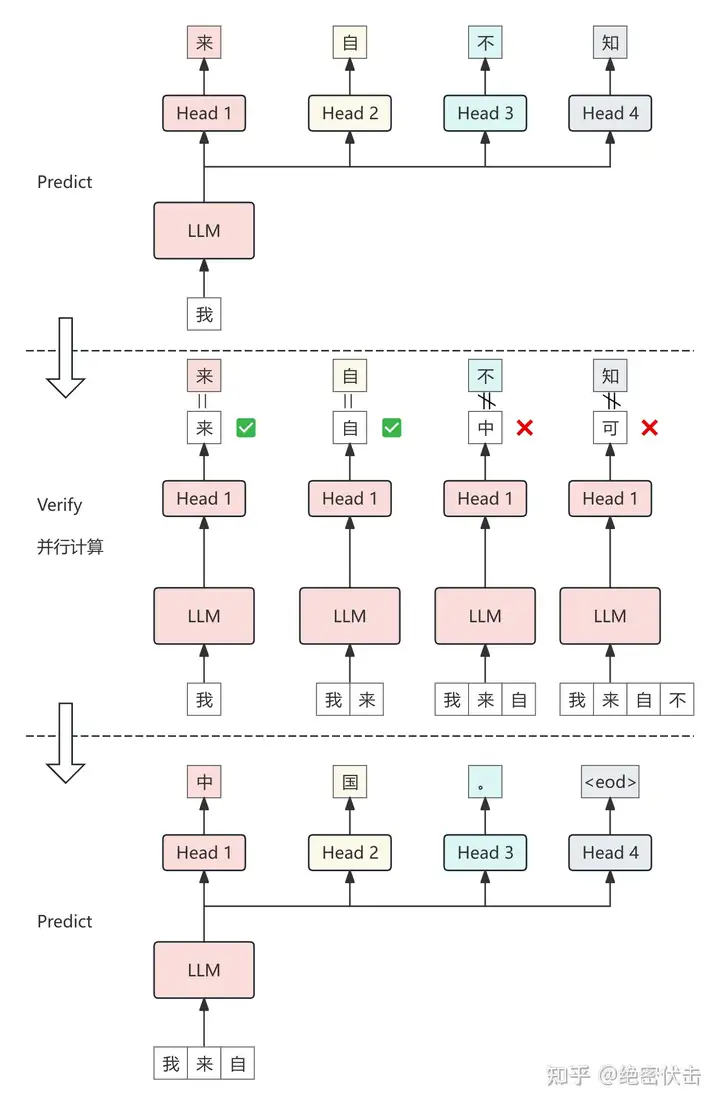 来 自 不 知
Head 1 Head 2 Head 3 Head 4
Predict
LLM
我
来 自 不 知
来 自 中 可
Head 1 Head 1 Head 1 Head 1
Verify
并行计算
LLM LLM LLM LLM
我 我 来 我 来 自 我 来 自 不
中 国 。 <eod>
Head 1 Head 2 Head 3 Head 4
Predict
LLM
我 来 自
知乎 @绝密伏击